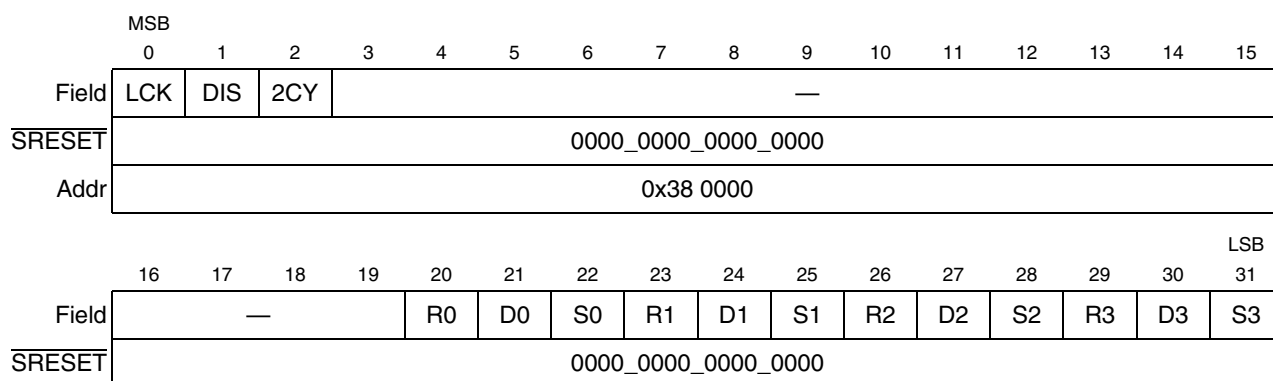 MSB
0 1 2 3 4 5 6 7 8 9 10 11 12 13 14 15
Field LCK DIS 2CY —
SRESET 0000_0000_0000_0000
Addr 0x38 0000
LSB
16 17 18 19 20 21 22 23 24 25 26 27 28 29 30 31
Field — R0 D0 S0 R1 D1 S1 R2 D2 S2 R3 D3 S3
SRESET 0000_0000_0000_0000